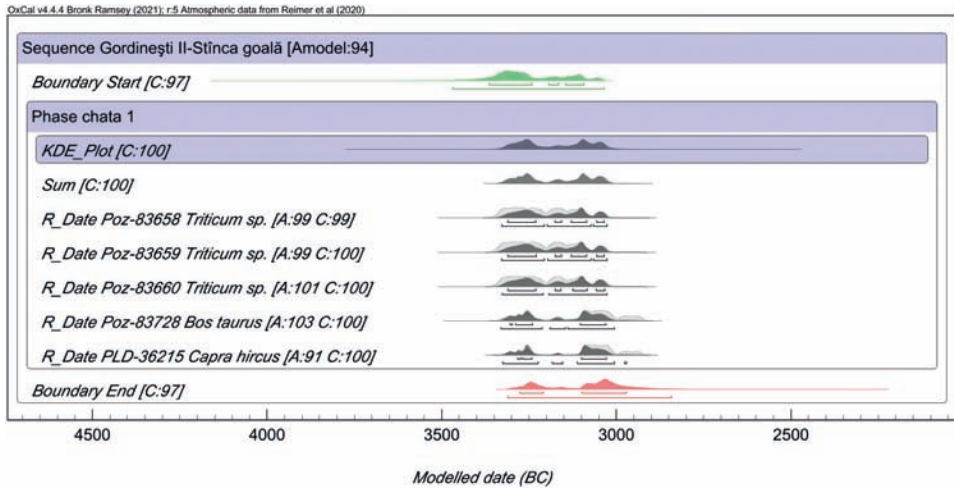 OxCal v4.4.4 Bronk Ramsey (2021); r:5 Atmospheric data from Reimer et al (2020)
Sequence Gordinești II-Stînca goală [Amodel:94]
Boundary Start [C:97]
Phase chata 1
KDE_Plot [C:100]
Sum [C:100]
R_Date Poz-83658 Triticum sp. [A:99 C:99]
R_Date Poz-83659 Triticum sp. [A:99 C:100]
R_Date Poz-83660 Triticum sp. [A:101 C:100]
R_Date Poz-83728 Bos taurus [A:103 C:100]
R_Date PLD-36215 Capra hircus [A:91 C:100]
Boundary End [C:97]
4500 4000 3500 3000 2500
Modelled date (BC)